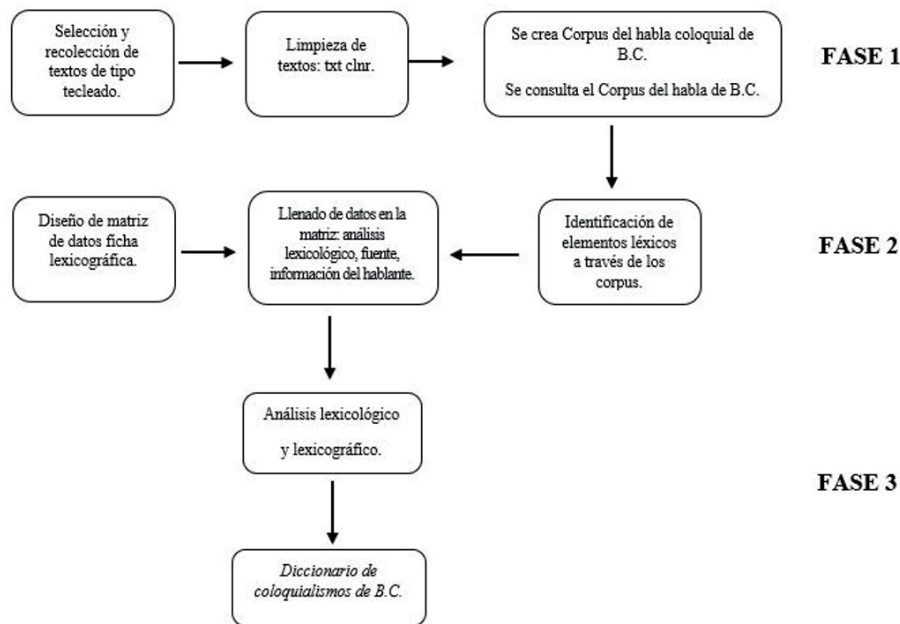 Selección y
recolección de
textos de tipo
tecleado.
Limpieza de
textos: txt clnr.
Se crea Corpus del habla coloquial de
B.C.
Se consulta el Corpus del habla de B.C.
FASE 1
Diseño de matriz
de datos ficha
lexicográfica.
Llenado de datos en la
matriz: análisis
lexicológico, fuente,
información del hablante.
Identificación de
elementos léxicos
a través de los
corpus.
FASE 2
Análisis lexicológico
y lexicográfico.
FASE 3
Diccionario de
coloquialismos de B.C.